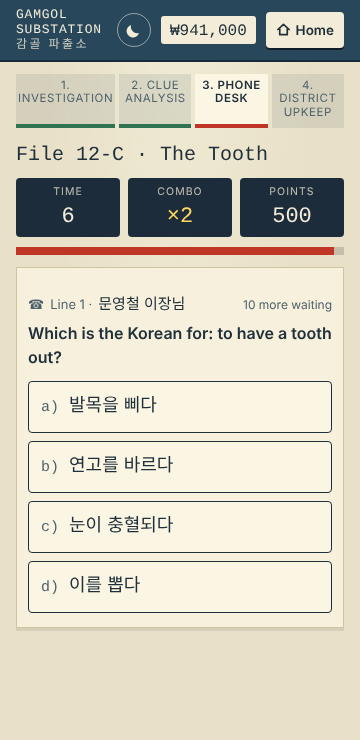 GAMGOL
SUBSTATION
감골 파출소
₩941,000
Home
1. INVESTIGATION
2. CLUE ANALYSIS
3. PHONE DESK
4. DISTRICT UPKEEP
File 12-C · The Tooth
TIME
6
COMBO
×2
POINTS
500
☎ Line 1 · 문영철 이장님
10 more waiting
Which is the Korean for: to have a tooth
out?
a) 발목을 삐다
b) 연고를 바르다
c) 눈이 충혈되다
d) 이를 뽑다